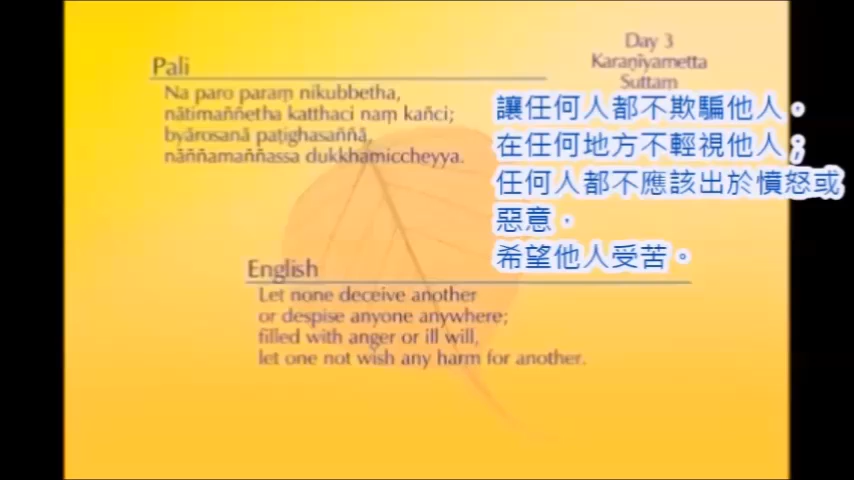 Day 3
Karaṇīyametta
Suttaṃ
Pali
Na paro paraṃ nikubbetha,
nātimaññetha katthaci naṃ kañci;
byārosanā paṭighasaññā,
nāññamaññassa dukkhamiccheyya.
讓任何人都不欺騙他人。
在任何地方不輕視他人；
任何人都不應該出於憤怒或
惡意．
希望他人受苦。
English
Let none deceive another
or despise anyone anywhere;
filled with anger or ill will,
let one not wish any harm for another.